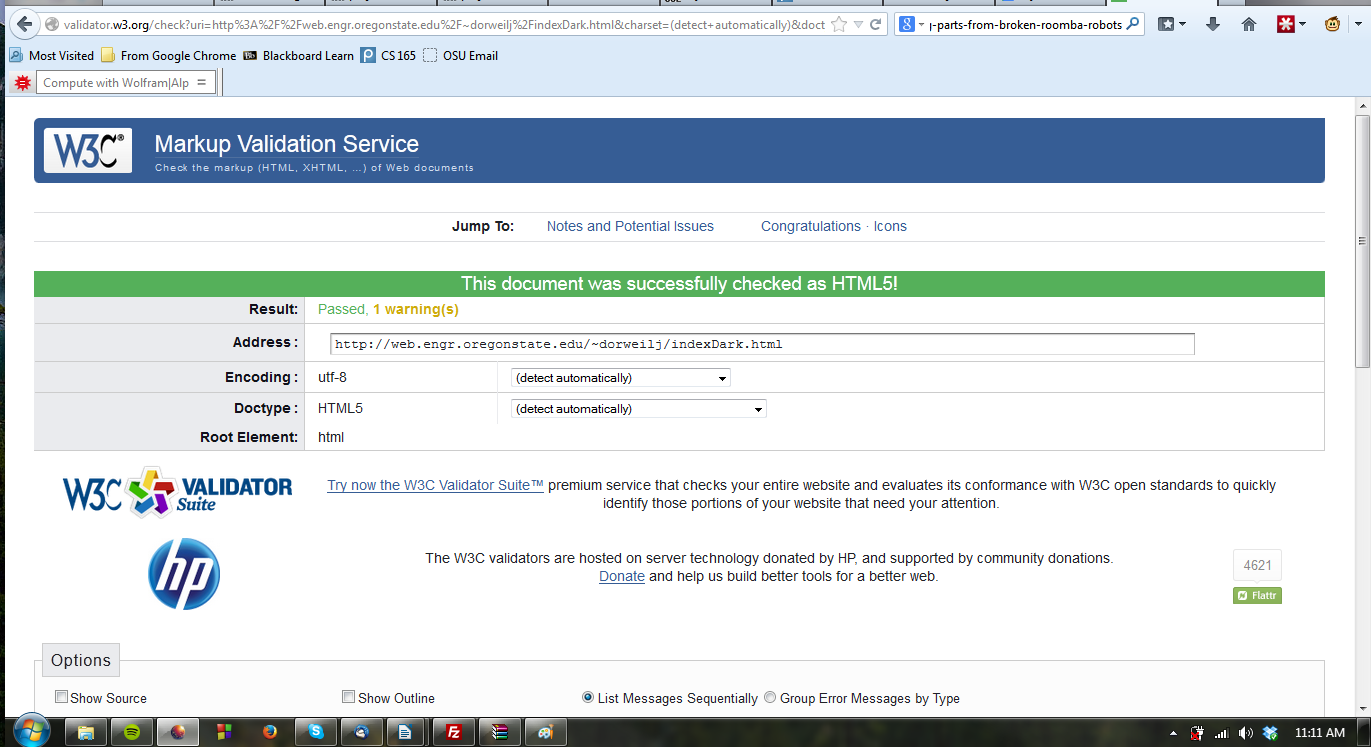 validator.w3.org/check?uri=http%3A%2F%2Fweb.engr.oregonstate.edu%2F~dorweilj%2FindexDark.html&charset=(detect+automatically)&doct
-parts-from-broken-roomba-robots
Most Visited From Google Chrome Blackboard Learn CS 165 OSU Email
Compute with Wolfram|Alp =
W3C® Markup Validation Service
Check the markup (HTML, XHTML, …) of Web documents
Jump To: Notes and Potential Issues Congratulations · Icons
This document was successfully checked as HTML5!
Result: Passed, 1 warning(s)
Address : http://web.engr.oregonstate.edu/~dorweilj/indexDark.html
Encoding : utf-8 (detect automatically)
Doctype : HTML5 (detect automatically)
Root Element: html
W3C VALIDATOR Suite
Try now the W3C Validator Suite™ premium service that checks your entire website and evaluates its conformance with W3C open standards to quickly
identify those portions of your website that need your attention.
hp
The W3C validators are hosted on server technology donated by HP, and supported by community donations.
Donate and help us build better tools for a better web.
4621
Flattr
Options
Show Source Show Outline List Messages Sequentially Group Error Messages by Type
11:11 AM